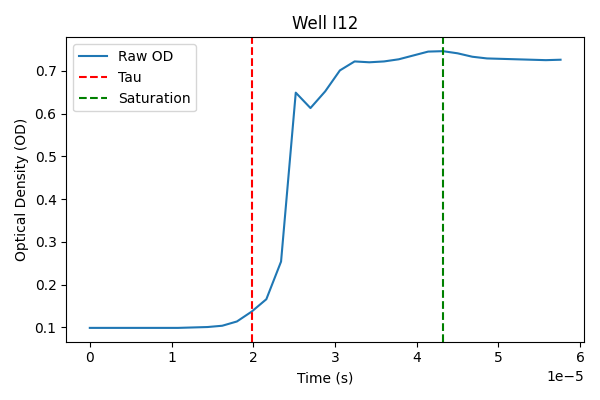 Well I12
Raw OD
Tau
Saturation
Optical Density (OD)
0.7
0.6
0.5
0.4
0.3
0.2
0.1
0 1 2 3 4 5 6
1e−5
Time (s)